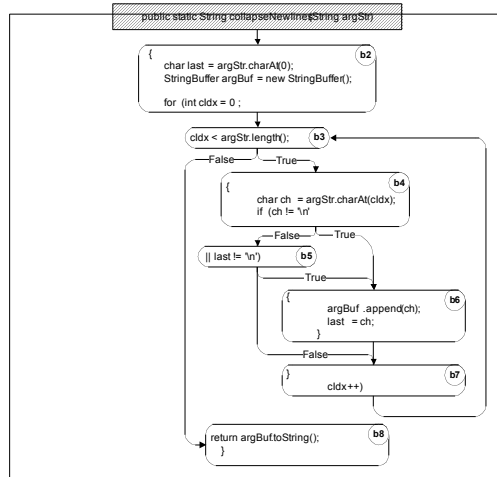 public static String collapseNewlines(String argStr)
{ b2
char last = argStr.charAt(0);
StringBuffer argBuf = new StringBuffer();
for (int cIdx = 0 ;
cIdx < argStr.length(); b3
False True
{ b4
char ch = argStr.charAt(cIdx);
if (ch != '\n'
False True
|| last != '\n') b5
True
{ b6
argBuf .append(ch);
last = ch;
}
False
} b7
cIdx++)
return argBuf.toString(); b8
}